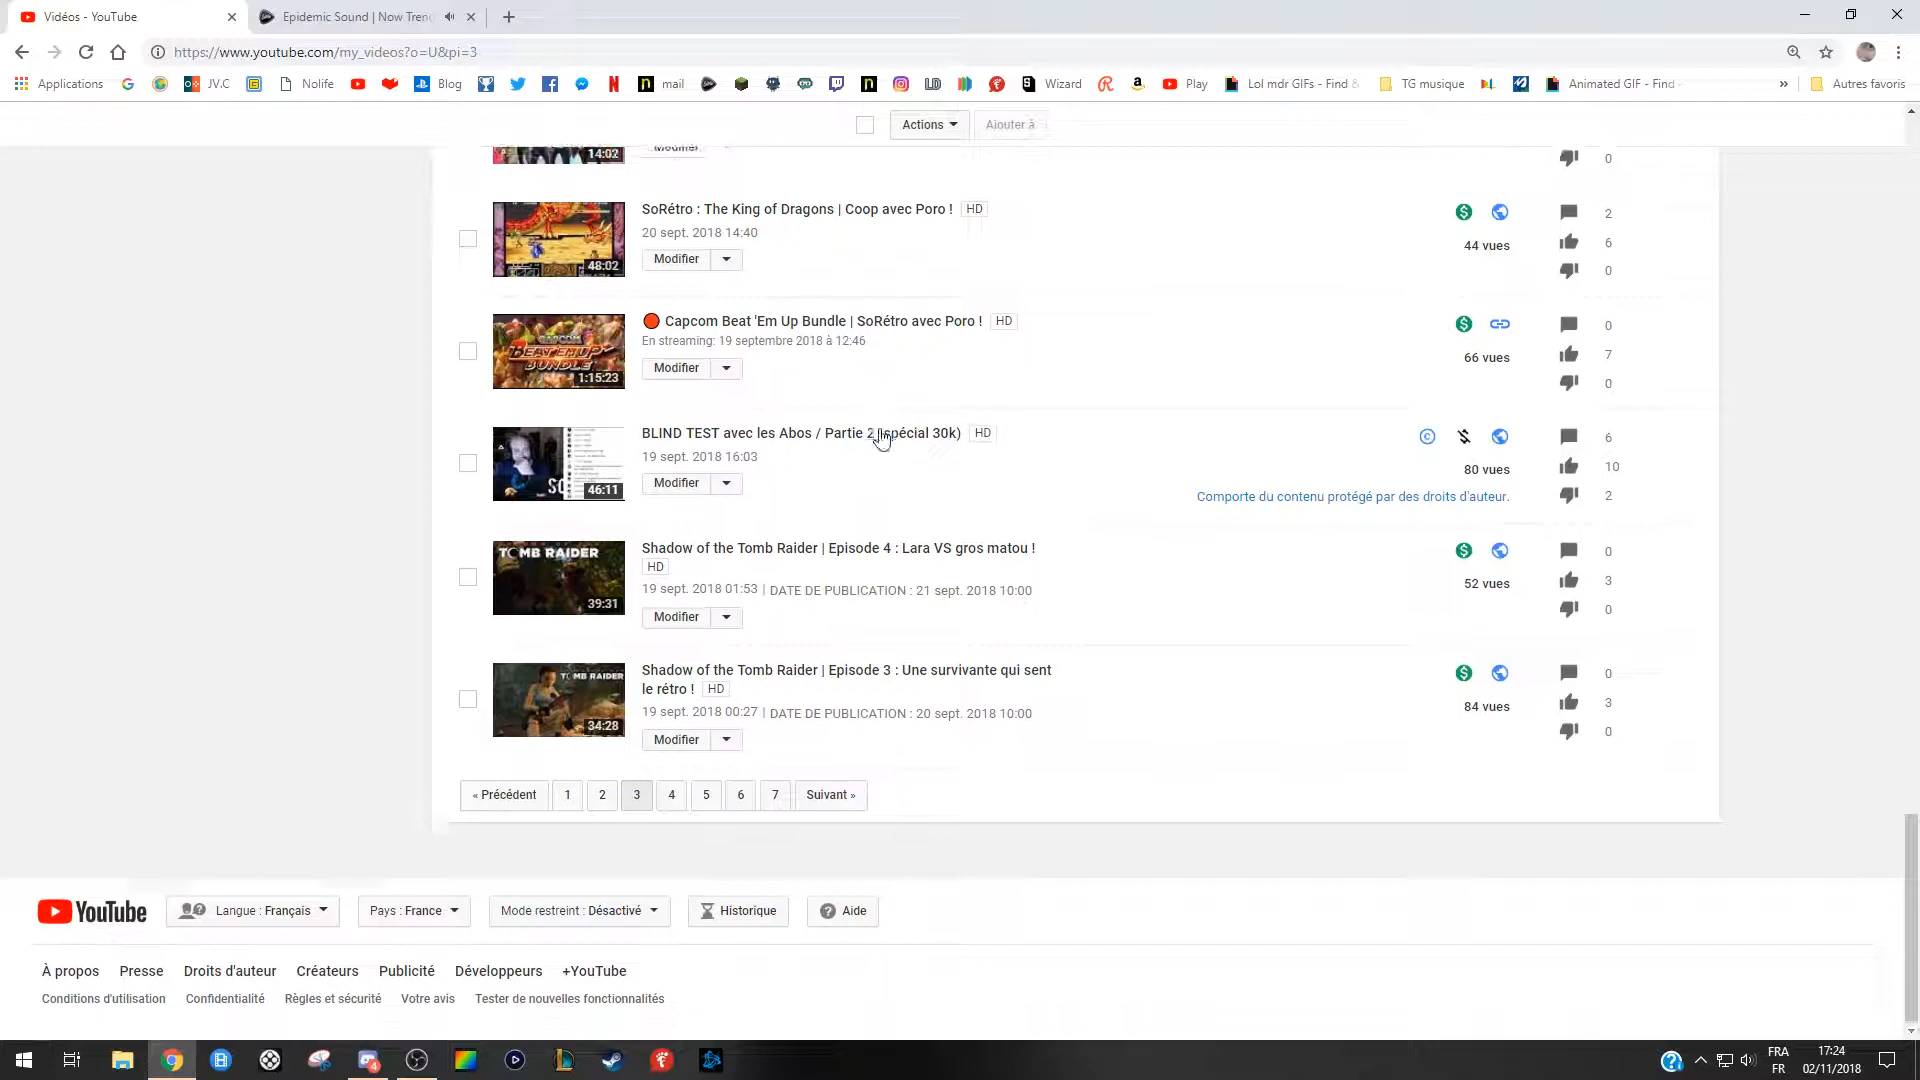 Vidéos - YouTube
Epidemic Sound | Now Trend
https://www.youtube.com/my_videos?o=U&pi=3
Applications JV.C Nolife Blog mail Wizard Play Lol mdr GIFs - Find & TG musique Animated GIF - Find Autres favoris
Actions Ajouter à
14:02 Modifier 0
SoRétro : The King of Dragons | Coop avec Poro ! HD
20 sept. 2018 14:40
Modifier
48:02
44 vues
2
6
0
Capcom Beat 'Em Up Bundle | SoRétro avec Poro ! HD
En streaming: 19 septembre 2018 à 12:46
Modifier
CAPCOM
BEAT 'EM UP
BUNDLE
1:15:23
66 vues
0
7
0
BLIND TEST avec les Abos / Partie 2 (spécial 30k) HD
19 sept. 2018 16:03
Modifier
46:11
80 vues
Comporte du contenu protégé par des droits d'auteur.
6
10
2
Shadow of the Tomb Raider | Episode 4 : Lara VS gros matou !
HD
19 sept. 2018 01:53 | DATE DE PUBLICATION : 21 sept. 2018 10:00
Modifier
TOMB RAIDER
39:31
52 vues
0
3
0
Shadow of the Tomb Raider | Episode 3 : Une survivante qui sent
le rétro ! HD
19 sept. 2018 00:27 | DATE DE PUBLICATION : 20 sept. 2018 10:00
Modifier
TOMB RAIDER
34:28
84 vues
0
3
0
« Précédent 1 2 3 4 5 6 7 Suivant »
YouTube Langue : Français Pays : France Mode restreint : Désactivé Historique Aide
À propos Presse Droits d'auteur Créateurs Publicité Développeurs +YouTube
Conditions d'utilisation Confidentialité Règles et sécurité Votre avis Tester de nouvelles fonctionnalités
FRA
FR
17:24
02/11/2018